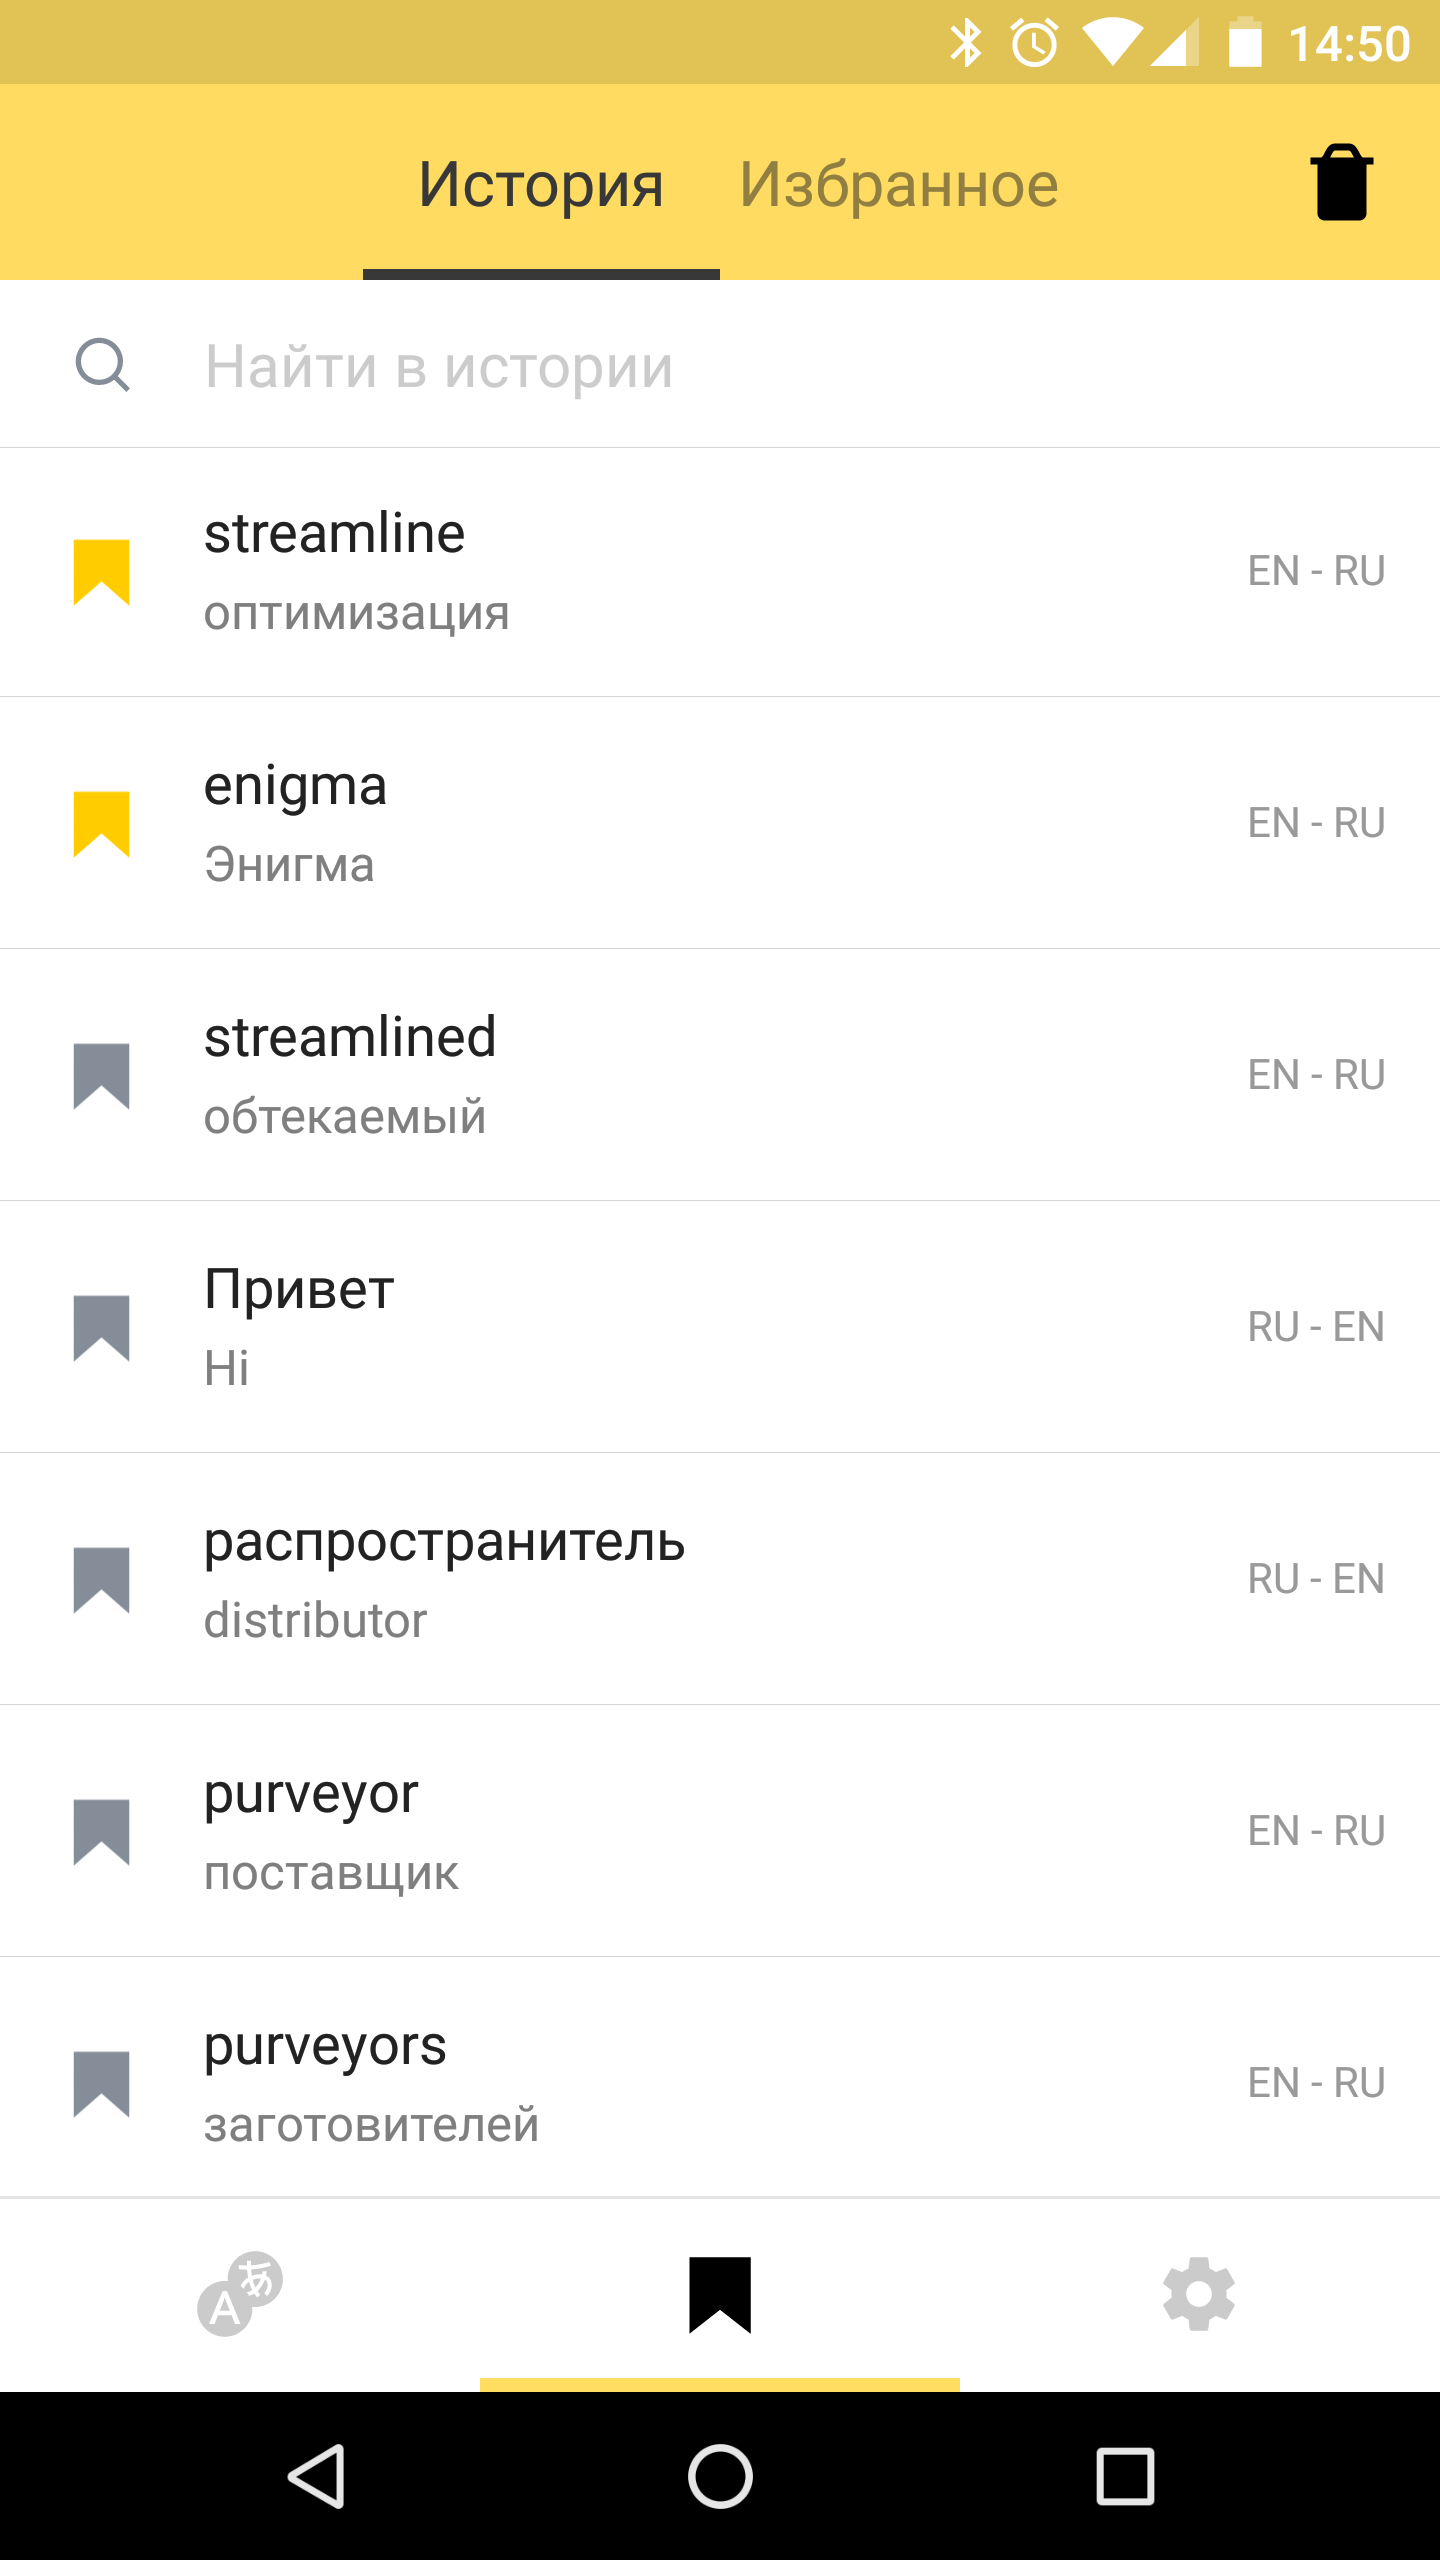 14:50
История Избранное
Найти в истории
streamline
оптимизация
EN - RU
enigma
Энигма
EN - RU
streamlined
обтекаемый
EN - RU
Привет
Hi
RU - EN
распространитель
distributor
RU - EN
purveyor
поставщик
EN - RU
purveyors
заготовителей
EN - RU
A あ